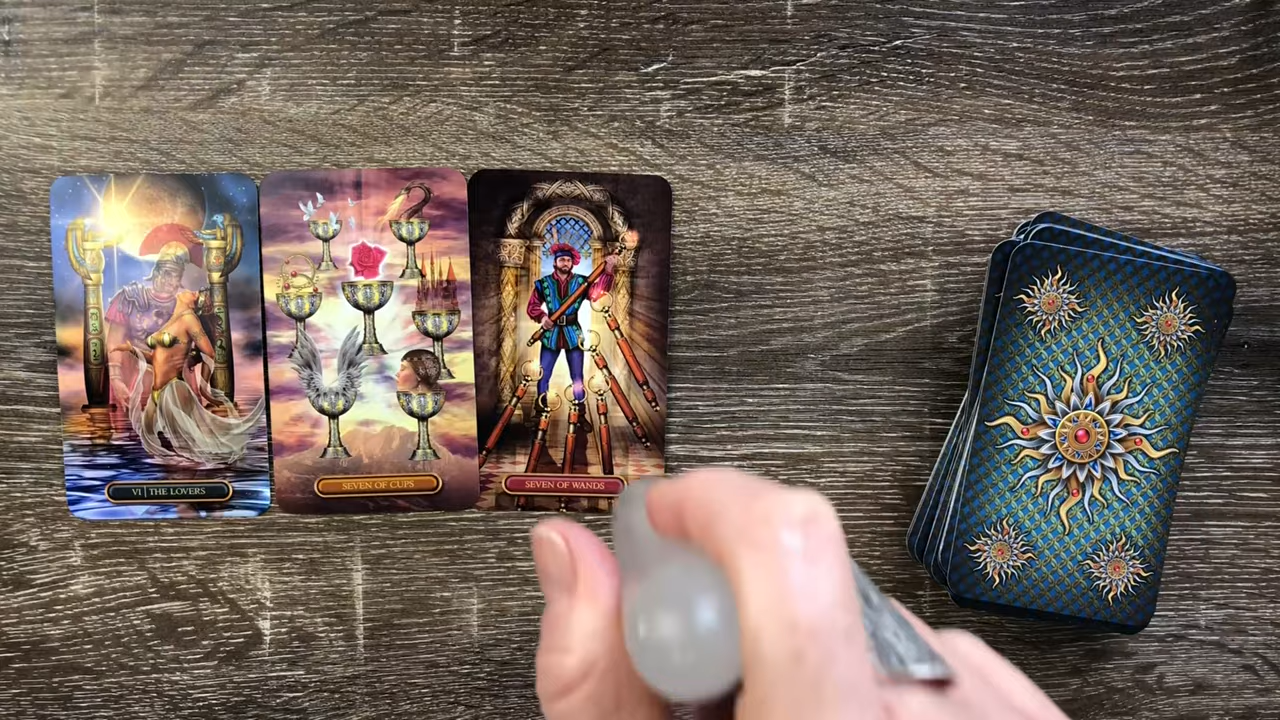 VI | THE LOVERS
SEVEN OF CUPS
SEVEN OF WANDS